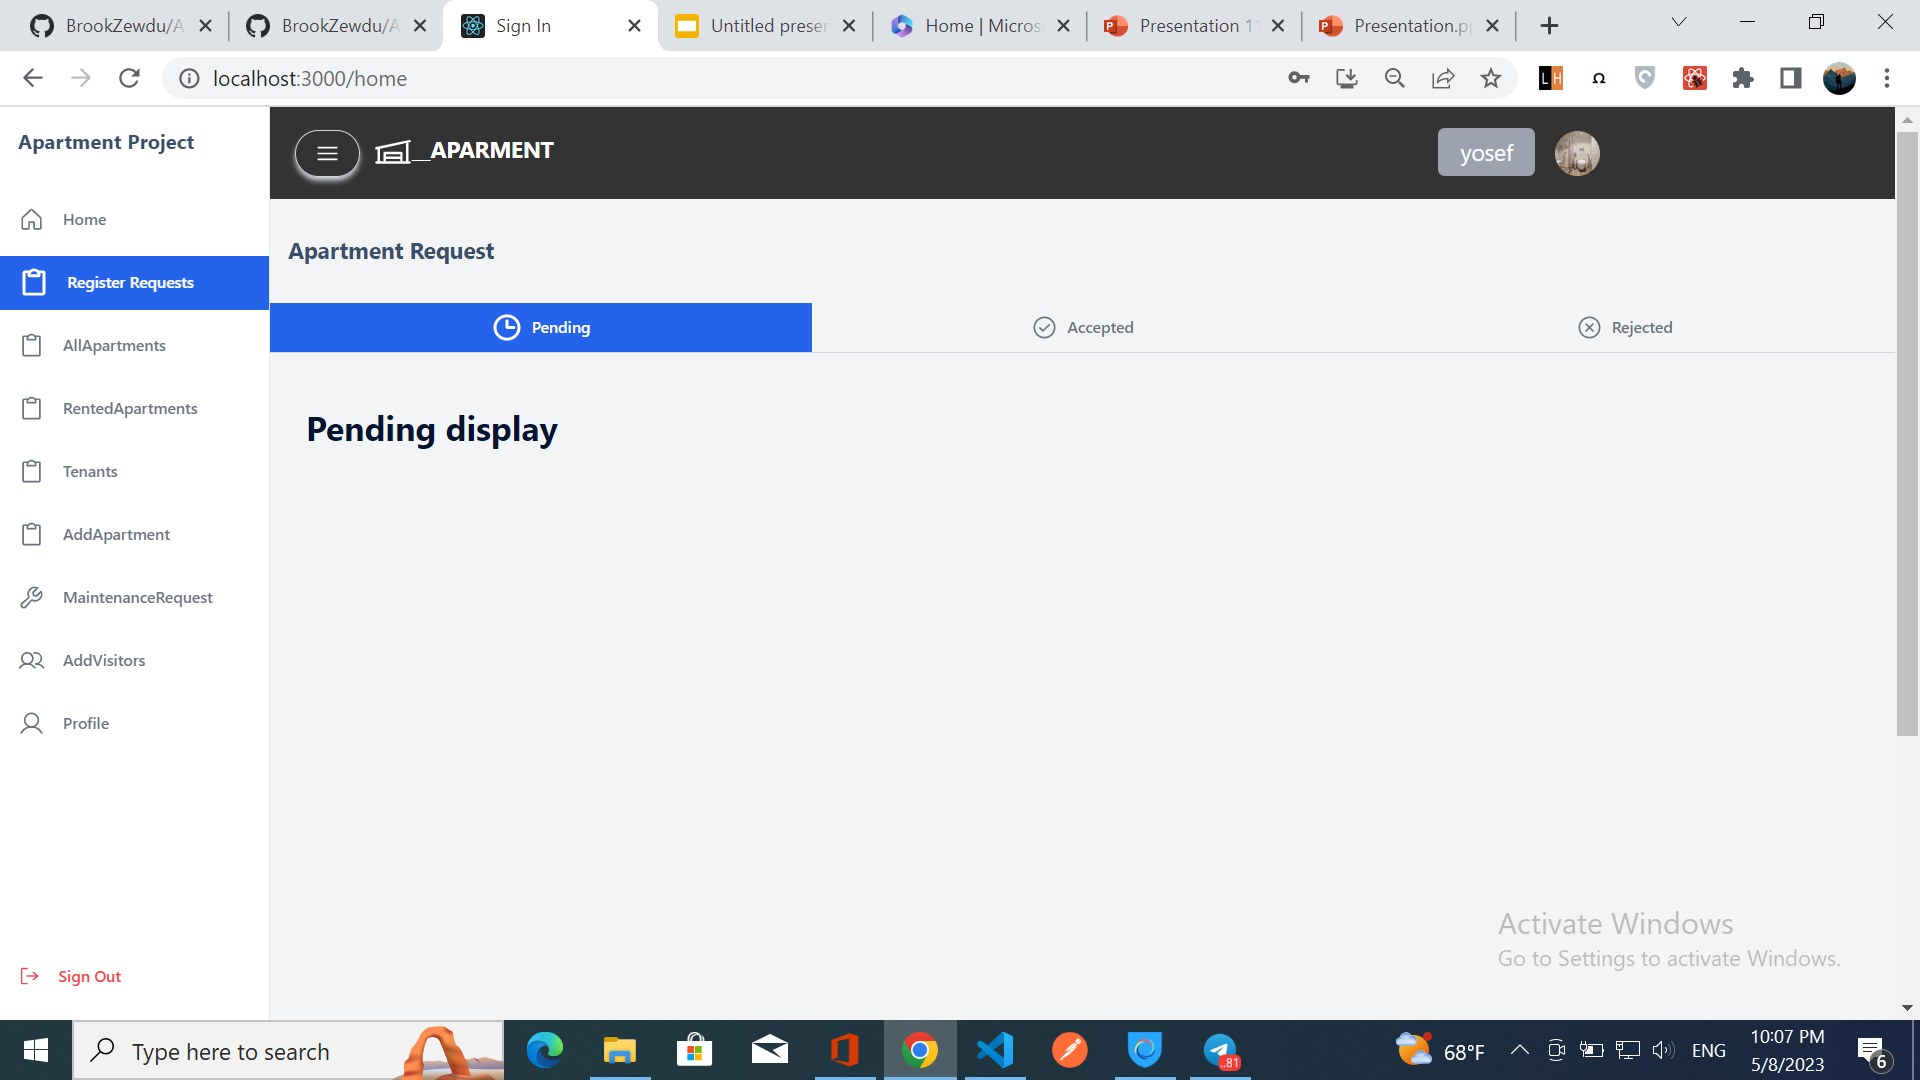 BrookZewdu/A
BrookZewdu/A
Sign In
Untitled preser
Home | Micros
Presentation 1
Presentation.p
localhost:3000/home
Apartment Project
__APARMENT
yosef
Home
Register Requests
AllApartments
RentedApartments
Tenants
AddApartment
MaintenanceRequest
AddVisitors
Profile
Sign Out
Apartment Request
Pending
Accepted
Rejected
Pending display
Activate Windows
Go to Settings to activate Windows.
Type here to search
..81
68°F
ENG
10:07 PM
5/8/2023
6
LH
Ω